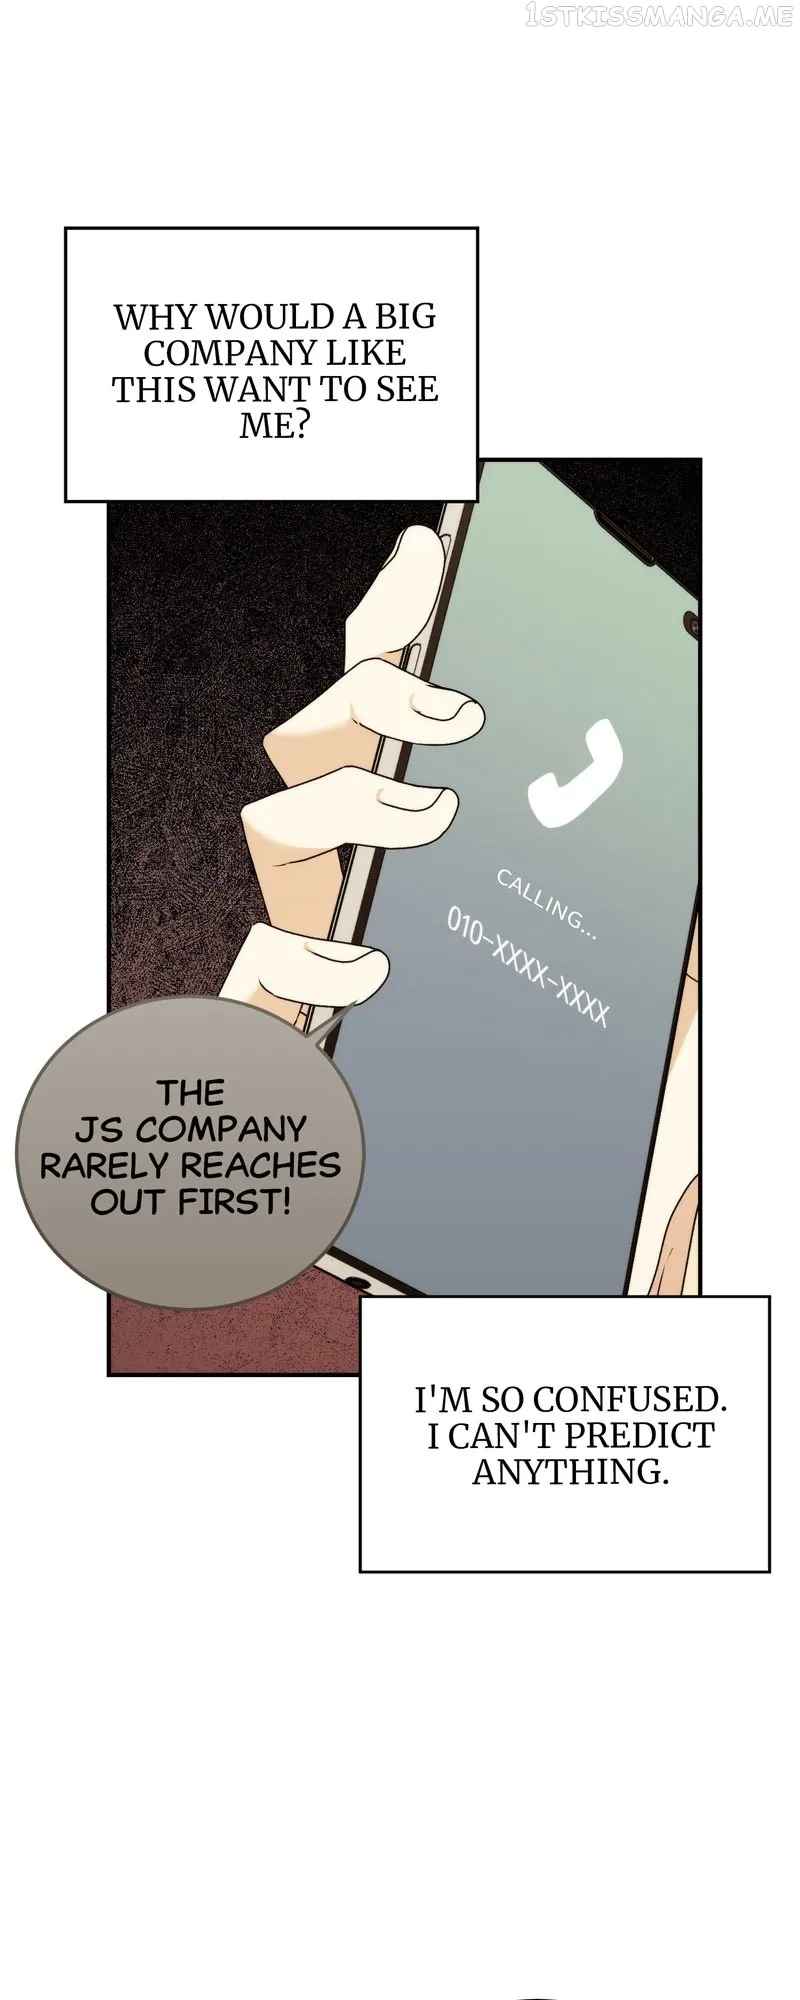 1STKISSMANGA.ME
WHY WOULD A BIG
COMPANY LIKE
THIS WANT TO SEE
ME?
CALLING...
010-XXXX-XXXX
THE
JS COMPANY
RARELY REACHES
OUT FIRST!
I'M SO CONFUSED.
I CAN'T PREDICT
ANYTHING.